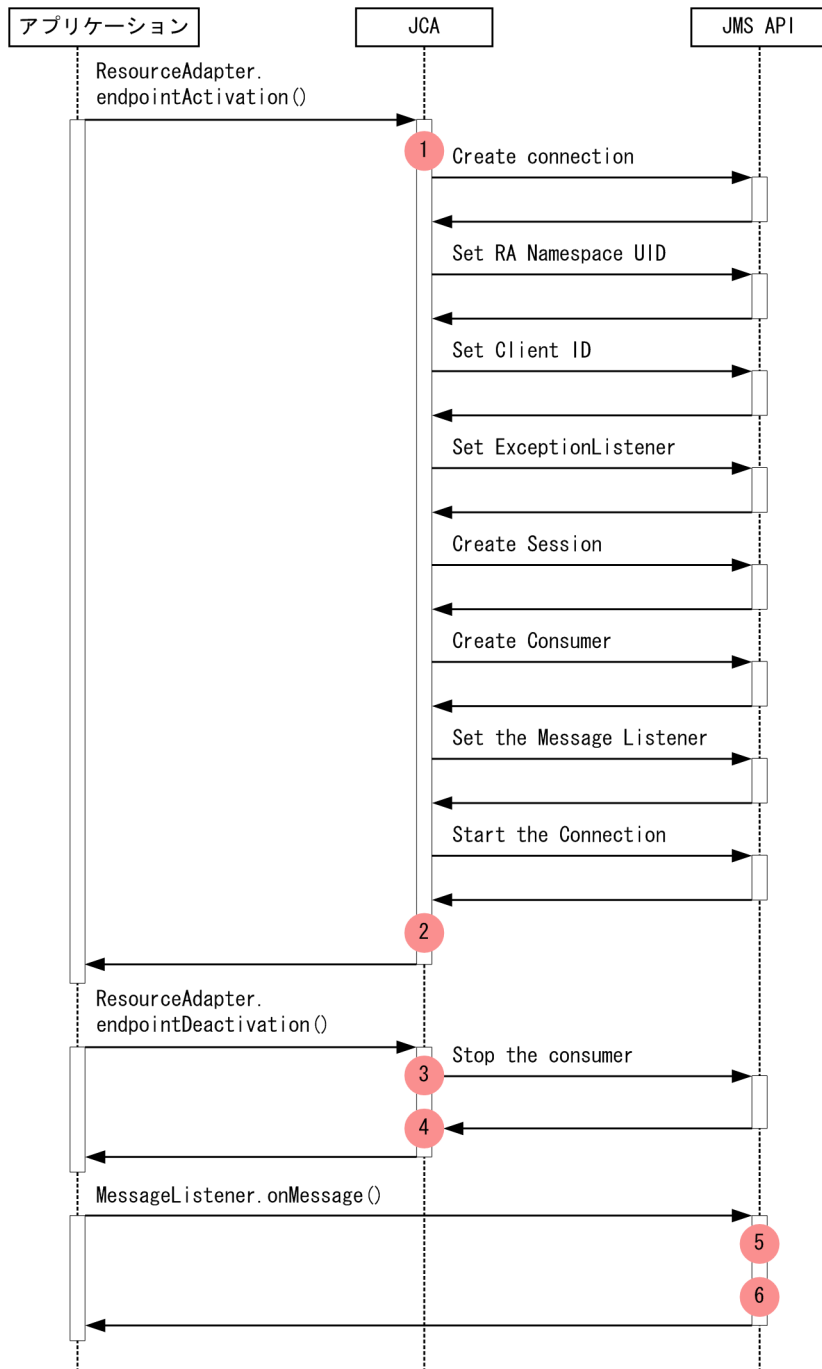 アプリケーション
JCA
JMS API
ResourceAdapter.
endpointActivation()
1
Create connection
Set RA Namespace UID
Set Client ID
Set ExceptionListener
Create Session
Create Consumer
Set the Message Listener
Start the Connection
2
ResourceAdapter.
endpointDeactivation()
3
Stop the consumer
4
MessageListener.onMessage()
5
6